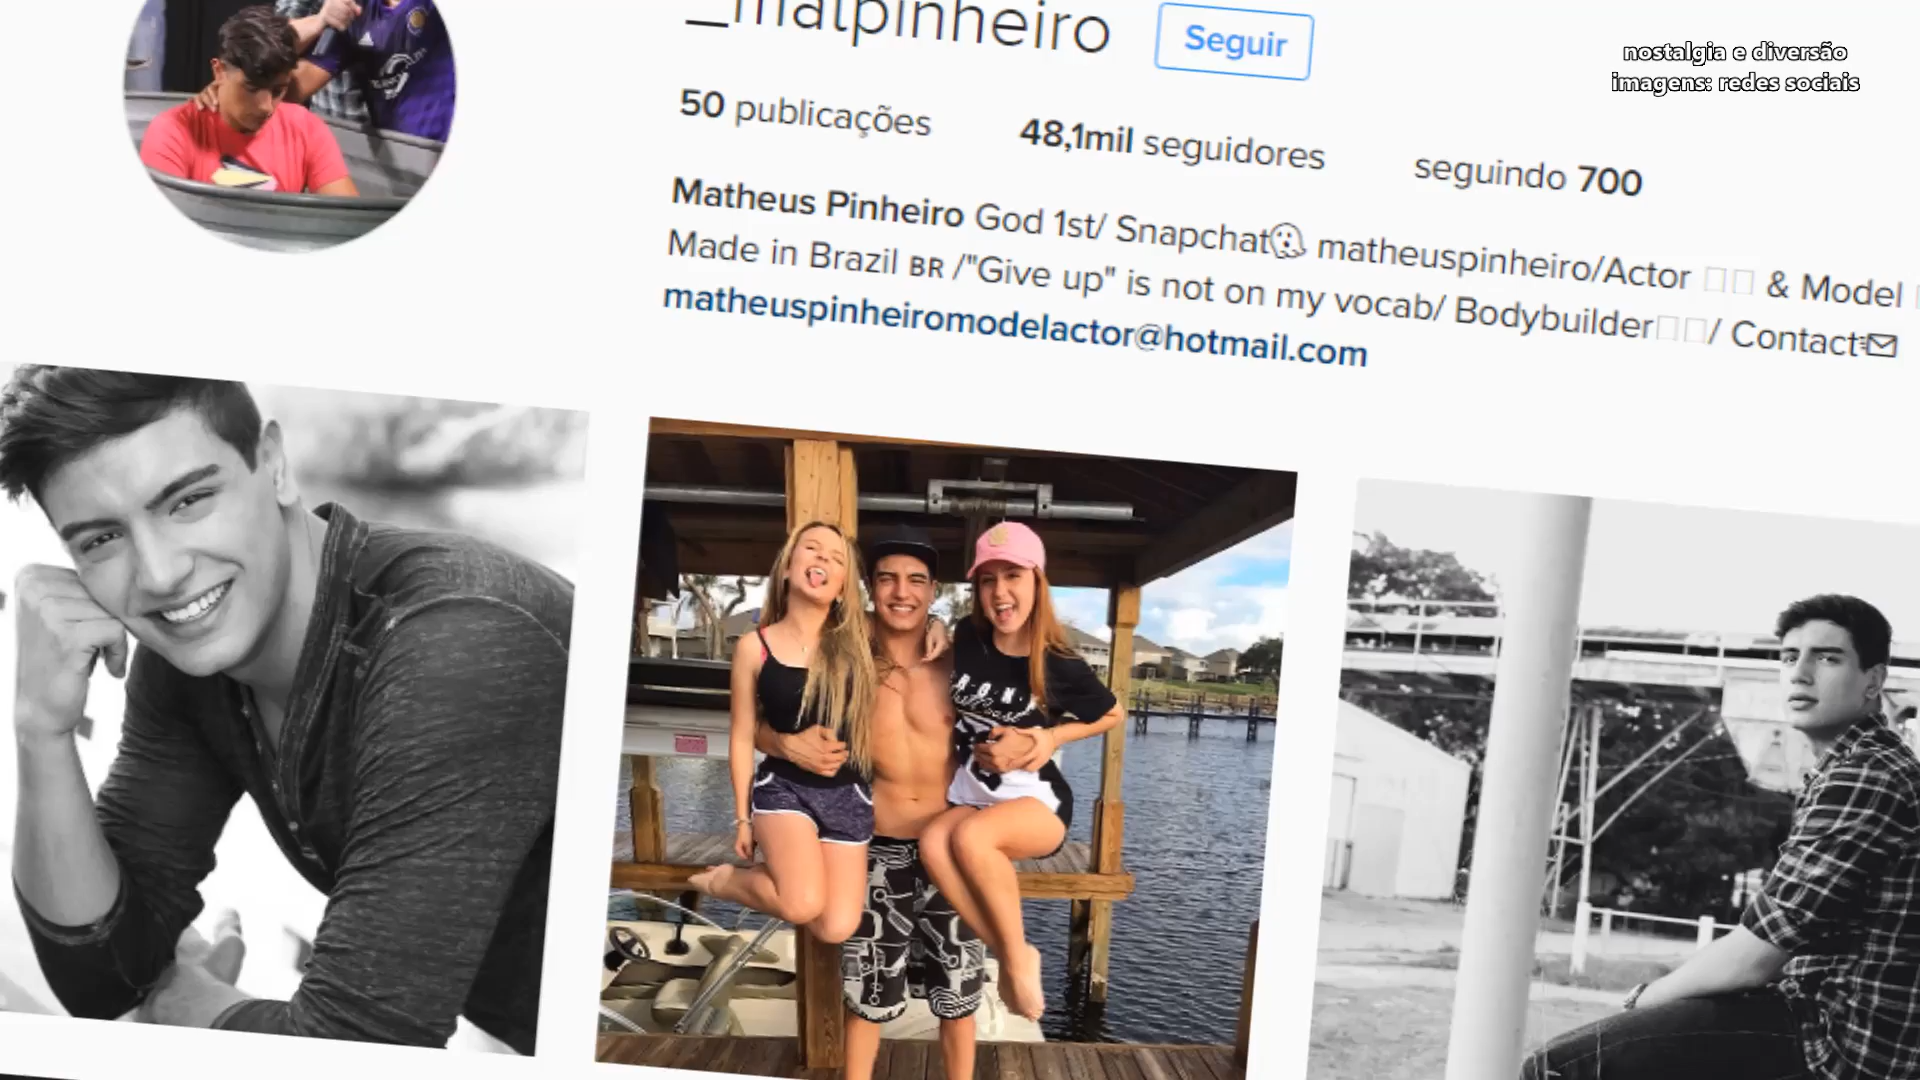 _matpinheiro
Seguir
nostalgia e diversão
imagens: redes sociais
50 publicações
48,1mil seguidores
seguindo 700
Matheus Pinheiro God 1st/ Snapchat👻 matheuspinheiro/Actor & Model
Made in Brazil BR /"Give up" is not on my vocab/ Bodybuilder / Contact📨
matheuspinheiromodelactor@hotmail.com